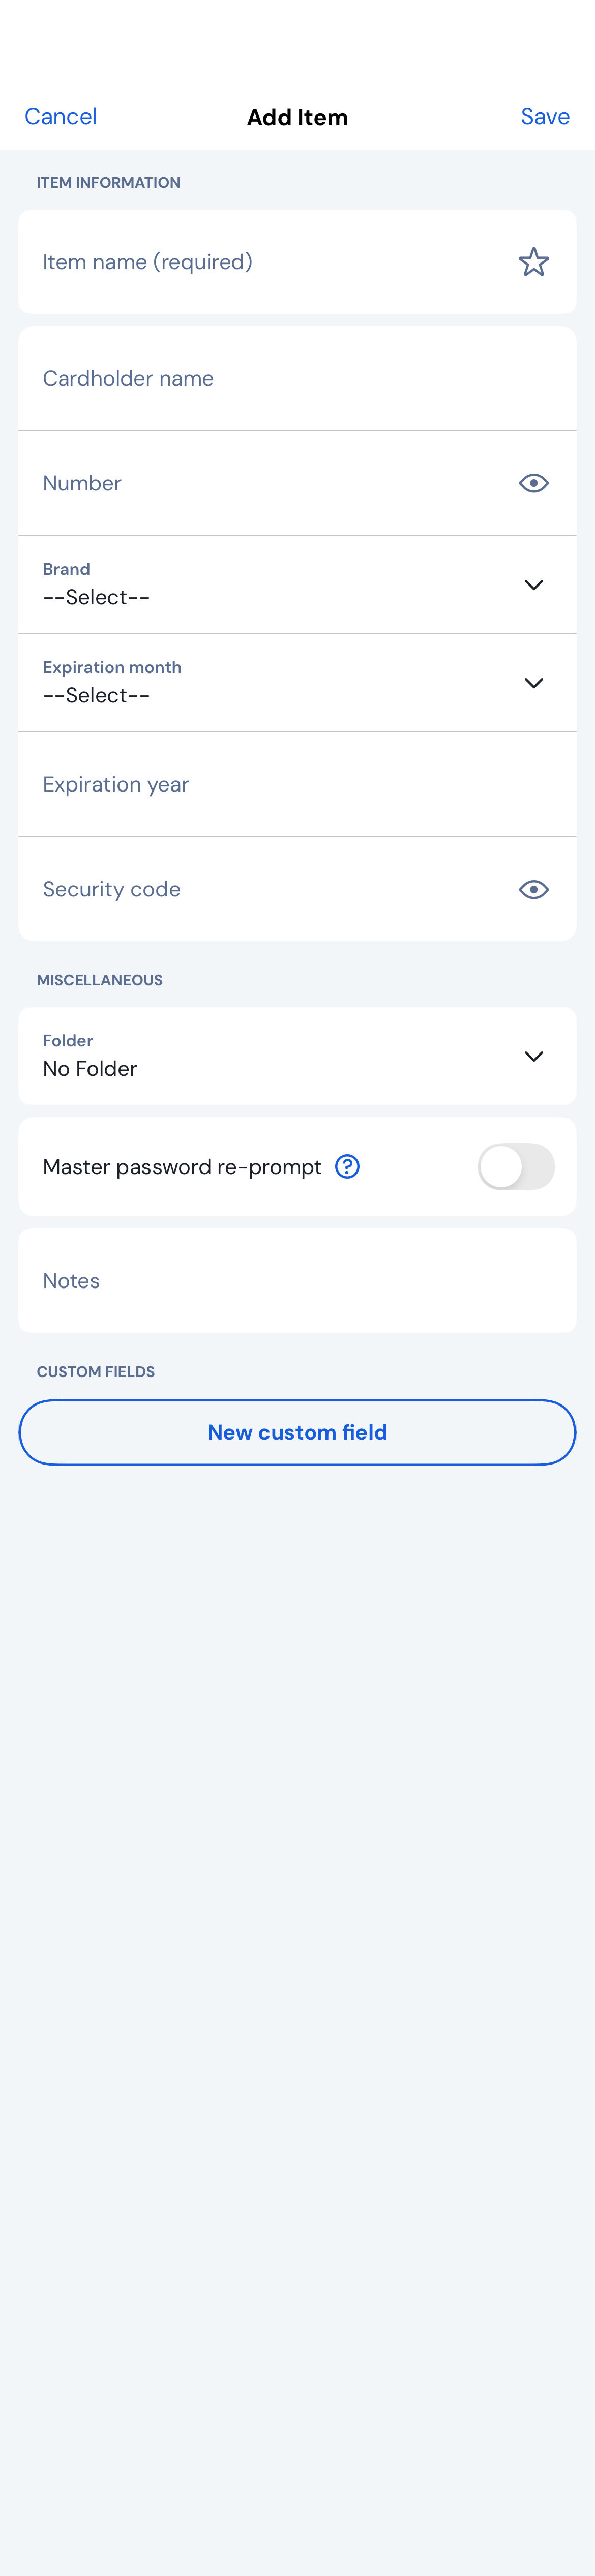 Cancel
Add Item
Save
ITEM INFORMATION
Item name (required)
Cardholder name
Number
Brand
--Select--
Expiration month
--Select--
Expiration year
Security code
MISCELLANEOUS
Folder
No Folder
Master password re-prompt
Notes
CUSTOM FIELDS
New custom field